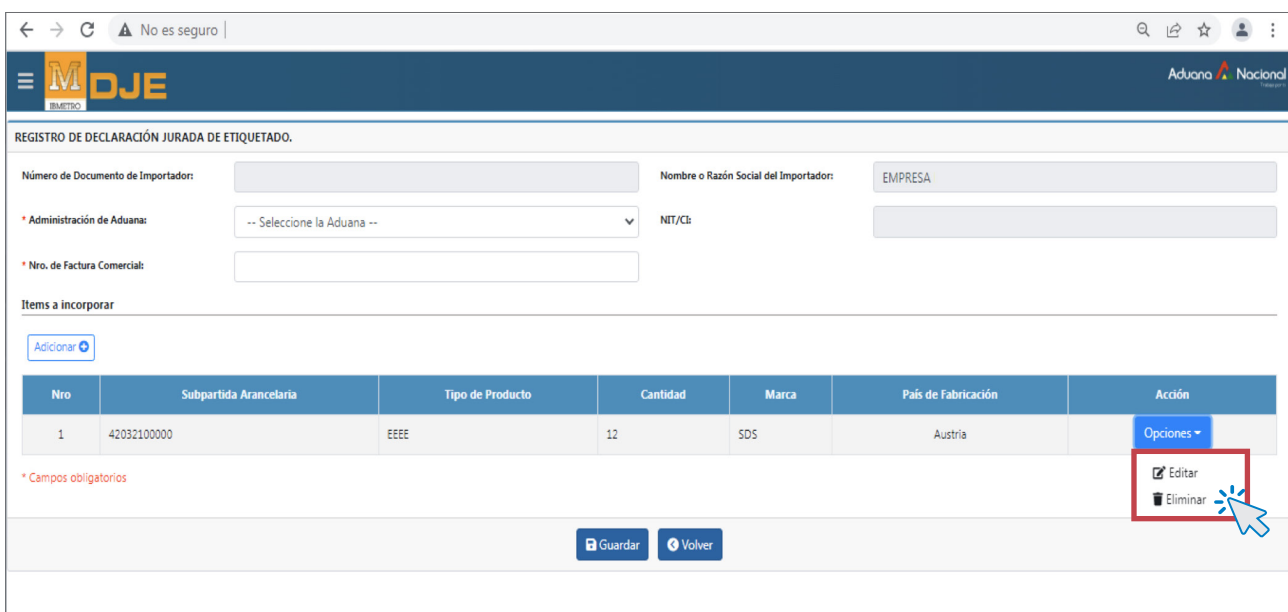 No es seguro
M DJE
IBMETRO
Aduana Nacional
REGISTRO DE DECLARACIÓN JURADA DE ETIQUETADO.
Número de Documento de Importador: Nombre o Razón Social del Importador: EMPRESA
* Administración de Aduana: -- Seleccione la Aduana -- NIT/CI:
* Nro. de Factura Comercial:
Items a incorporar
Adicionar
Nro Subpartida Arancelaria Tipo de Producto Cantidad Marca País de Fabricación Acción
1 42032100000 EEEE 12 SDS Austria Opciones
* Campos obligatorios
Editar
Eliminar
Guardar Volver